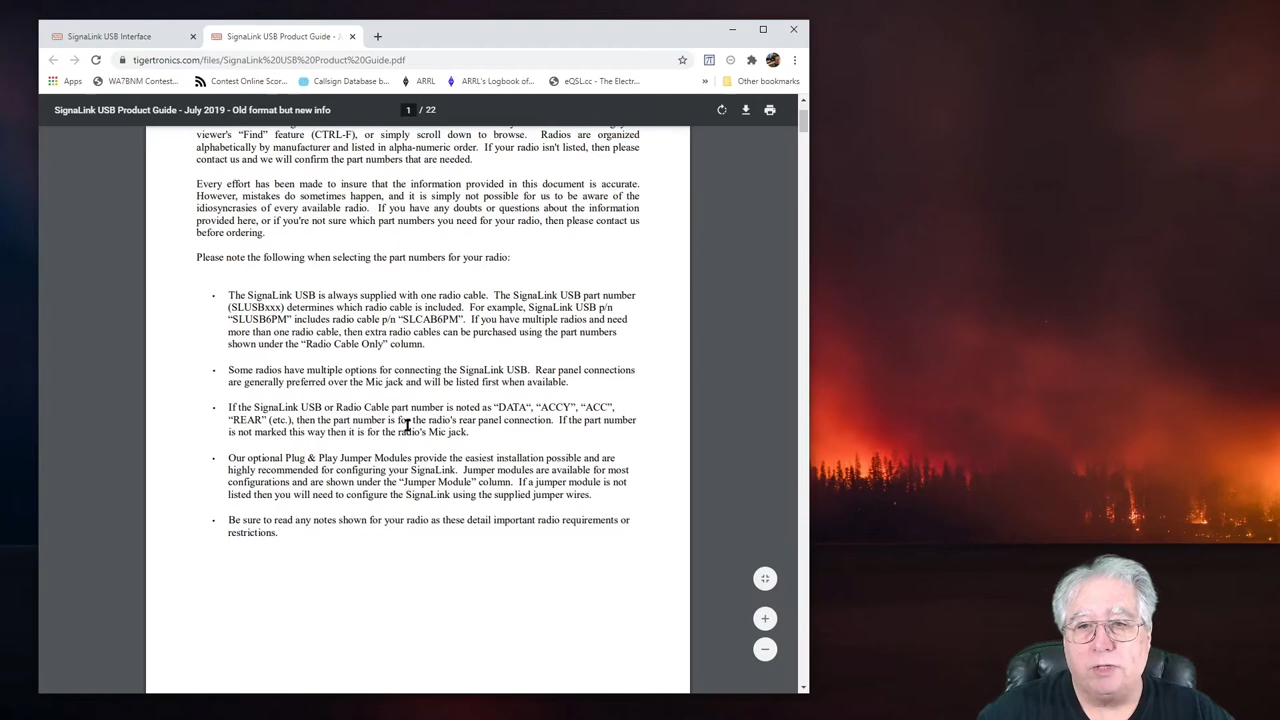 SignaLink USB Interface
SignaLink USB Product Guide - J
tigertronics.com/files/SignaLink%20USB%20Product%20Guide.pdf
Apps
WA7BNM Contest...
Contest Online Scor...
Callsign Database b...
ARRL
ARRL's Logbook of...
eQSL.cc - The Electr...
»
Other bookmarks
SignaLink USB Product Guide - July 2019 - Old format but new info
1 / 22
viewer's “Find” feature (CTRL-F), or simply scroll down to browse. Radios are organized
alphabetically by manufacturer and listed in alpha-numeric order. If your radio isn't listed, then please
contact us and we will confirm the part numbers that are needed.
Every effort has been made to insure that the information provided in this document is accurate.
However, mistakes do sometimes happen, and it is simply not possible for us to be aware of the
idiosyncrasies of every available radio. If you have any doubts or questions about the information
provided here, or if you're not sure which part numbers you need for your radio, then please contact us
before ordering.
Please note the following when selecting the part numbers for your radio:
· The SignaLink USB is always supplied with one radio cable. The SignaLink USB part number
(SLUSBxxx) determines which radio cable is included. For example, SignaLink USB p/n
“SLUSB6PM” includes radio cable p/n “SLCAB6PM”. If you have multiple radios and need
more than one radio cable, then extra radio cables can be purchased using the part numbers
shown under the “Radio Cable Only” column.
· Some radios have multiple options for connecting the SignaLink USB. Rear panel connections
are generally preferred over the Mic jack and will be listed first when available.
· If the SignaLink USB or Radio Cable part number is noted as “DATA“, “ACCY”, “ACC”,
“REAR” (etc.), then the part number is for the radio's rear panel connection. If the part number
is not marked this way then it is for the radio's Mic jack.
· Our optional Plug & Play Jumper Modules provide the easiest installation possible and are
highly recommended for configuring your SignaLink. Jumper modules are available for most
configurations and are shown under the “Jumper Module” column. If a jumper module is not
listed then you will need to configure the SignaLink using the supplied jumper wires.
· Be sure to read any notes shown for your radio as these detail important radio requirements or
restrictions.